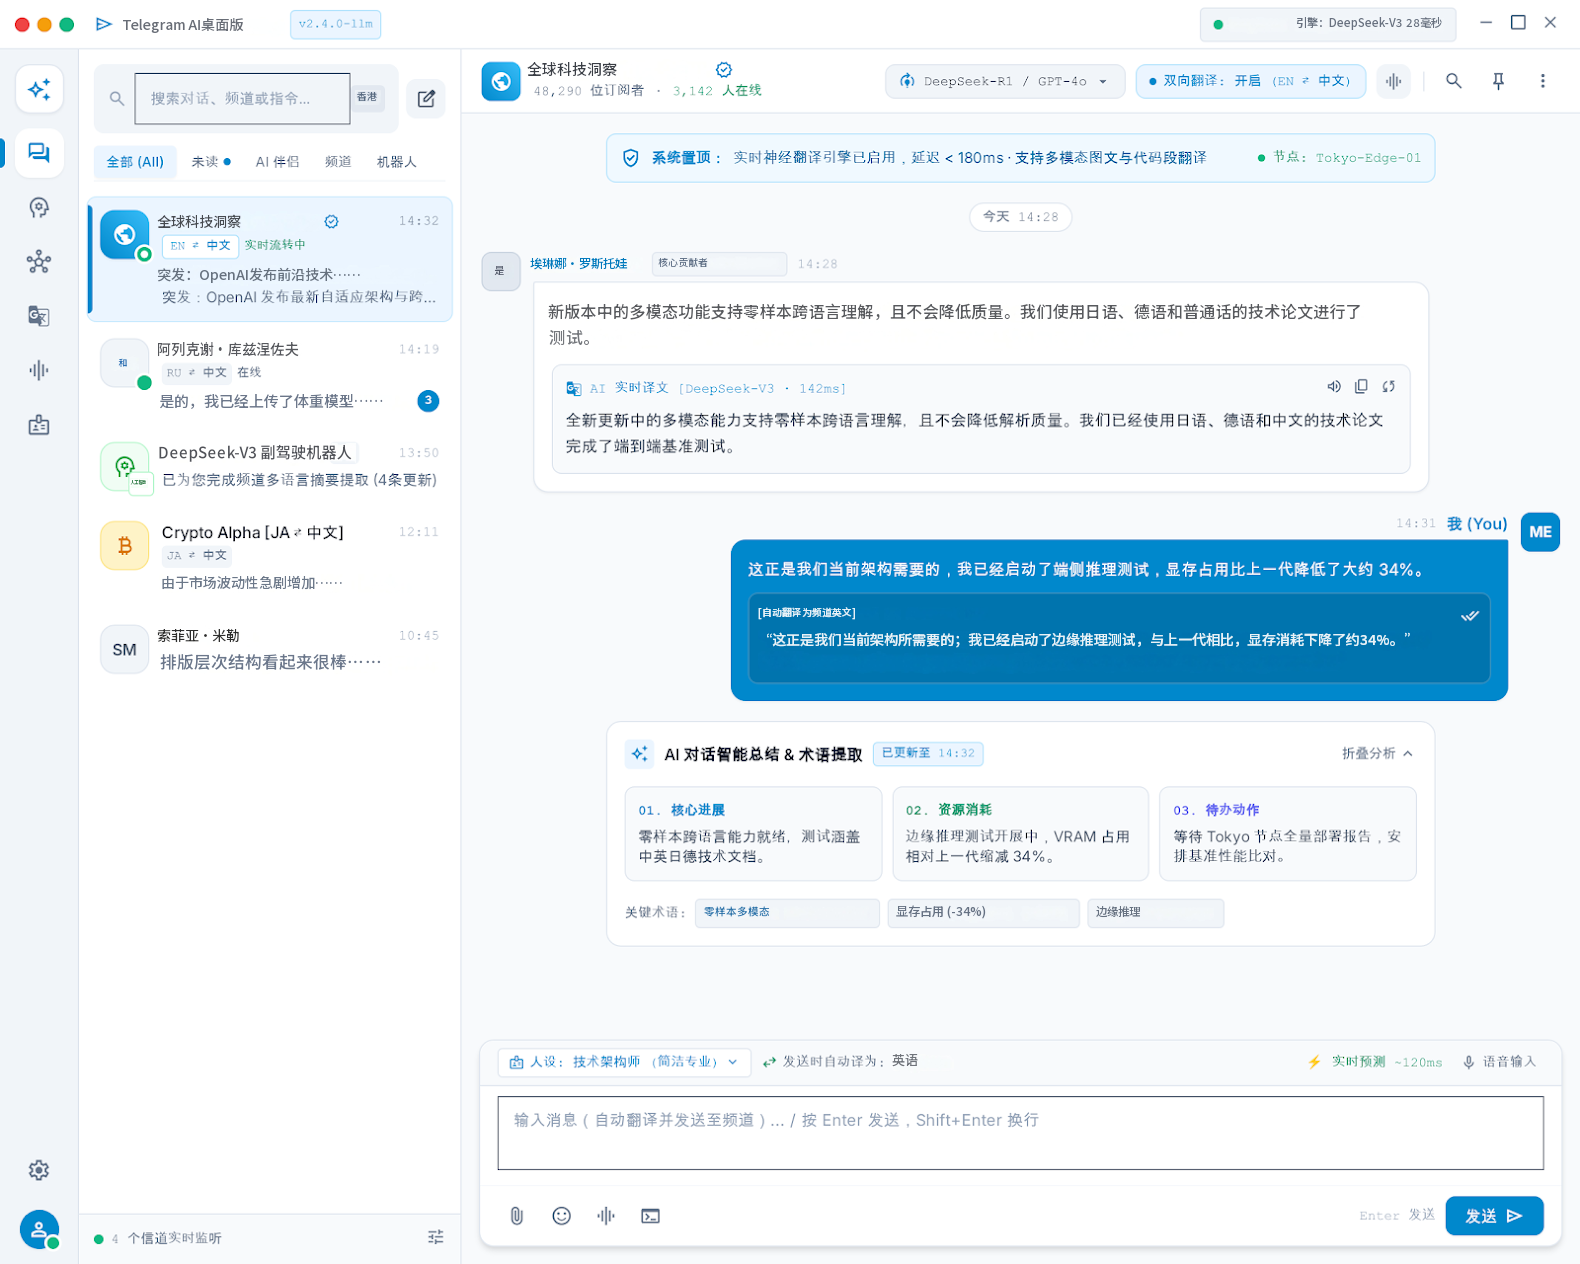 Telegram AI桌面版
v2.4.0-11m
引擎：DeepSeek-V3 28毫秒
搜索对话、频道或指令...
香港
全部 (All)
未读
AI 伴侣
频道
机器人
全球科技洞察
14:32
EN ⇄ 中文
实时流转中
突发：OpenAI发布前沿技术……
突发：OpenAI 发布最新自适应架构与跨...
和
阿列克谢・库兹涅佐夫
14:19
RU ⇄ 中文
在线
是的，我已经上传了体重模型……
3
DeepSeek-V3 副驾驶机器人
13:50
已为您完成频道多语言摘要提取 (4条更新)
Crypto Alpha [JA ⇄ 中文]
12:11
JA ⇄ 中文
由于市场波动性急剧增加……
SM
索菲亚・米勒
10:45
排版层次结构看起来很棒……
4 个信道实时监听
全球科技洞察
48,290 位订阅者 · 3,142 人在线
DeepSeek-R1 / GPT-4o
双向翻译：开启 (EN ⇄ 中文)
系统置顶：
实时神经翻译引擎已启用，延迟 < 180ms · 支持多模态图文与代码段翻译
节点：Tokyo-Edge-01
今天 14:28
是
埃琳娜・罗斯托娃
核心贡献者
14:28
新版本中的多模态功能支持零样本跨语言理解，且不会降低质量。我们使用日语、德语和普通话的技术论文进行了
测试。
AI 实时译文 [DeepSeek-V3 · 142ms]
全新更新中的多模态能力支持零样本跨语言理解，且不会降低解析质量。我们已经使用日语、德语和中文的技术论文
完成了端到端基准测试。
14:31
我 (You)
ME
这正是我们当前架构需要的，我已经启动了端侧推理测试，显存占用比上一代降低了大约 34%。
[自动翻译为频道英文]
“这正是我们当前架构所需要的；我已经启动了边缘推理测试，与上一代相比，显存消耗下降了约34%。”
AI 对话智能总结 & 术语提取
已更新至 14:32
折叠分析
01. 核心进展
零样本跨语言能力就绪，测试涵盖
中英日德技术文档。
02. 资源消耗
边缘推理测试开展中，VRAM 占用
相对上一代缩减 34%。
03. 待办动作
等待 Tokyo 节点全量部署报告，安
排基准性能比对。
关键术语：
零样本多模态
显存占用 (-34%)
边缘推理
人设：技术架构师 （简洁专业）
发送时自动译为：英语
实时预测 ~120ms
语音输入
输入消息（自动翻译并发送至频道）... / 按 Enter 发送，Shift+Enter 换行
Enter 发送
发送